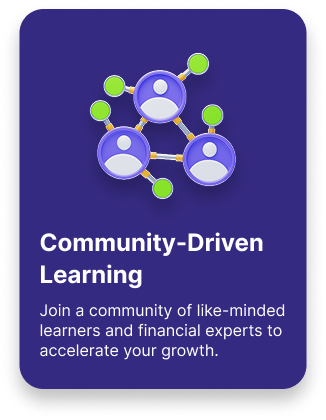 Community-Driven
Learning
Join a community of like-minded
learners and financial experts to
accelerate your growth.